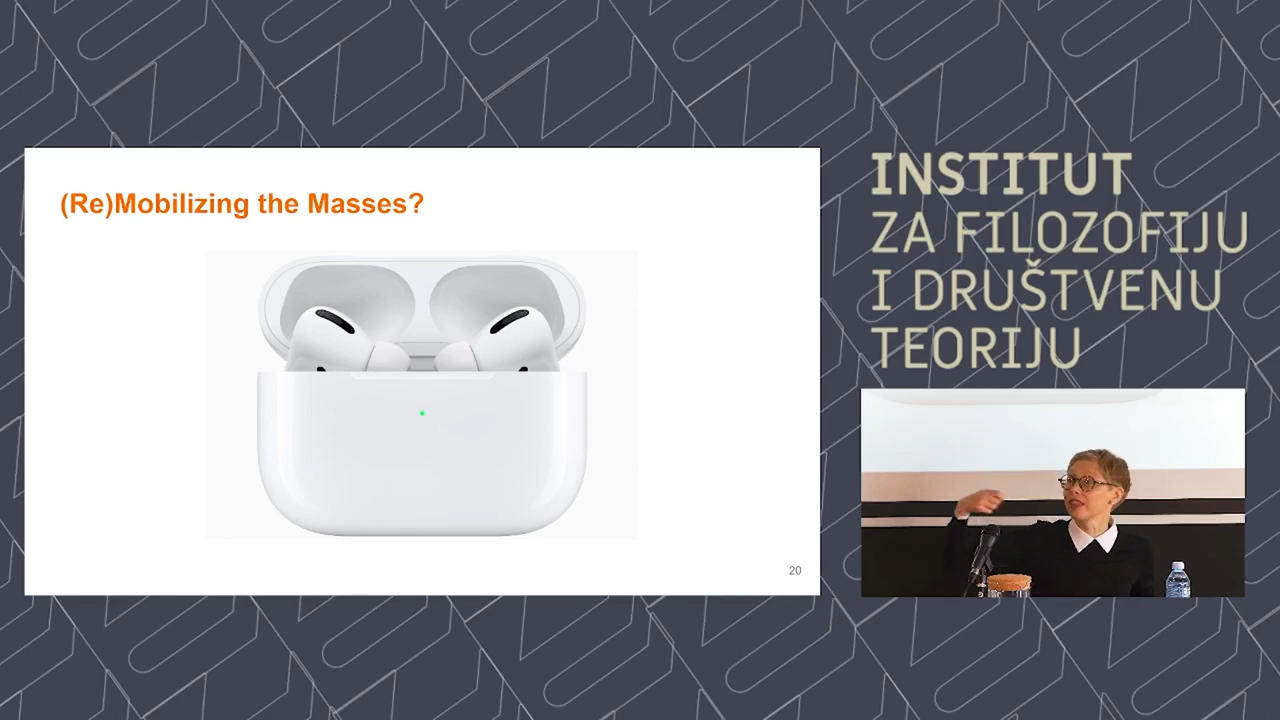 (Re)Mobilizing the Masses?
20
INSTITUT
ZA FILOZOFIJU
I DRUŠTVENU
TEORIJU